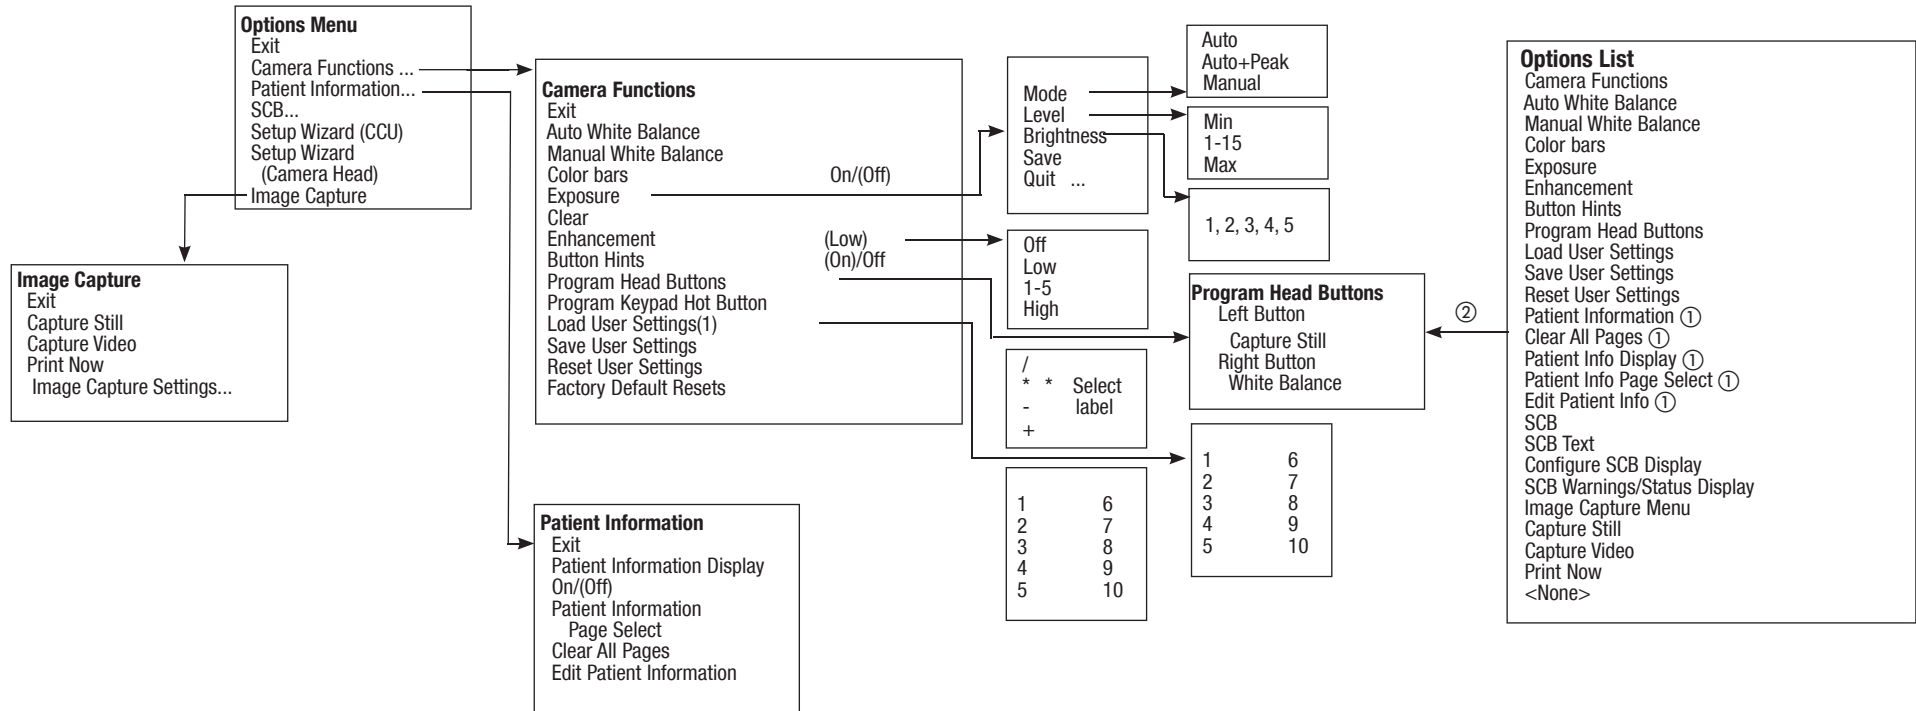 Options Menu
Exit
Camera Functions ...
Patient Information...
SCB...
Setup Wizard (CCU)
Setup Wizard
(Camera Head)
Image Capture
Image Capture
Exit
Capture Still
Capture Video
Print Now
Image Capture Settings...
Camera Functions
Exit
Auto White Balance
Manual White Balance
Color bars On/(Off)
Exposure
Clear
Enhancement (Low)
Button Hints (On)/Off
Program Head Buttons
Program Keypad Hot Button
Load User Settings(1)
Save User Settings
Reset User Settings
Factory Default Resets
Patient Information
Exit
Patient Information Display
On/(Off)
Patient Information
Page Select
Clear All Pages
Edit Patient Information
Mode
Level
Brightness
Save
Quit ...
Auto
Auto+Peak
Manual
Min
1-15
Max
1, 2, 3, 4, 5
Off
Low
1-5
High
Program Head Buttons
Left Button
Capture Still
Right Button
White Balance
/
* * Select
- label
+
1 6
2 7
3 8
4 9
5 10
1 6
2 7
3 8
4 9
5 10
②
Options List
Camera Functions
Auto White Balance
Manual White Balance
Color bars
Exposure
Enhancement
Button Hints
Program Head Buttons
Load User Settings
Save User Settings
Reset User Settings
Patient Information ①
Clear All Pages ①
Patient Info Display ①
Patient Info Page Select ①
Edit Patient Info ①
SCB
SCB Text
Configure SCB Display
SCB Warnings/Status Display
Image Capture Menu
Capture Still
Capture Video
Print Now
<None>